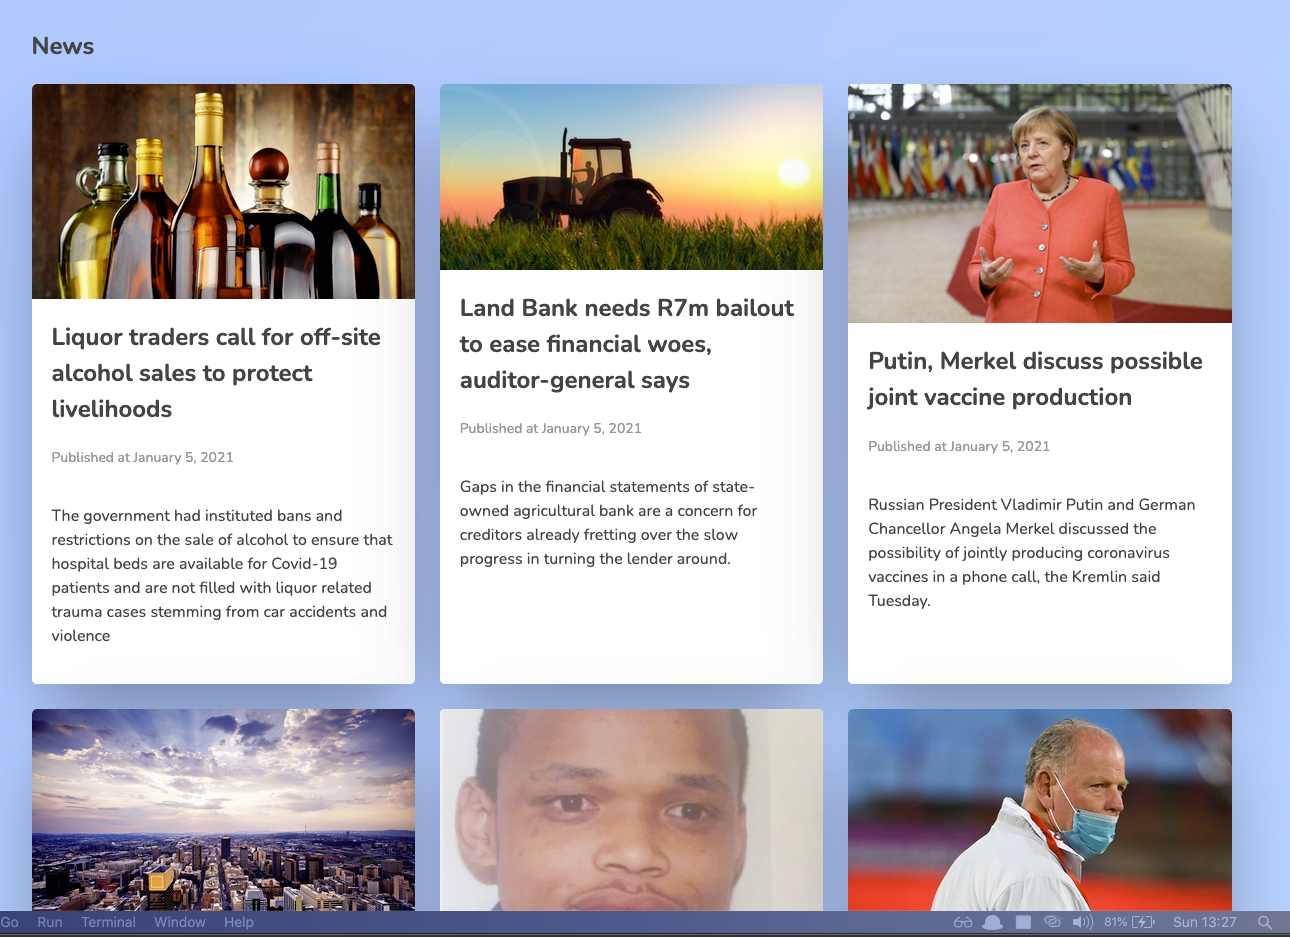 News
Liquor traders call for off-site
alcohol sales to protect
livelihoods
Published at January 5, 2021
The government had instituted bans and
restrictions on the sale of alcohol to ensure that
hospital beds are available for Covid-19
patients and are not filled with liquor related
trauma cases stemming from car accidents and
violence
Land Bank needs R7m bailout
to ease financial woes,
auditor-general says
Published at January 5, 2021
Gaps in the financial statements of state-
owned agricultural bank are a concern for
creditors already fretting over the slow
progress in turning the lender around.
Putin, Merkel discuss possible
joint vaccine production
Published at January 5, 2021
Russian President Vladimir Putin and German
Chancellor Angela Merkel discussed the
possibility of jointly producing coronavirus
vaccines in a phone call, the Kremlin said
Tuesday.
Go Run Terminal Window Help 81% Sun 13:27